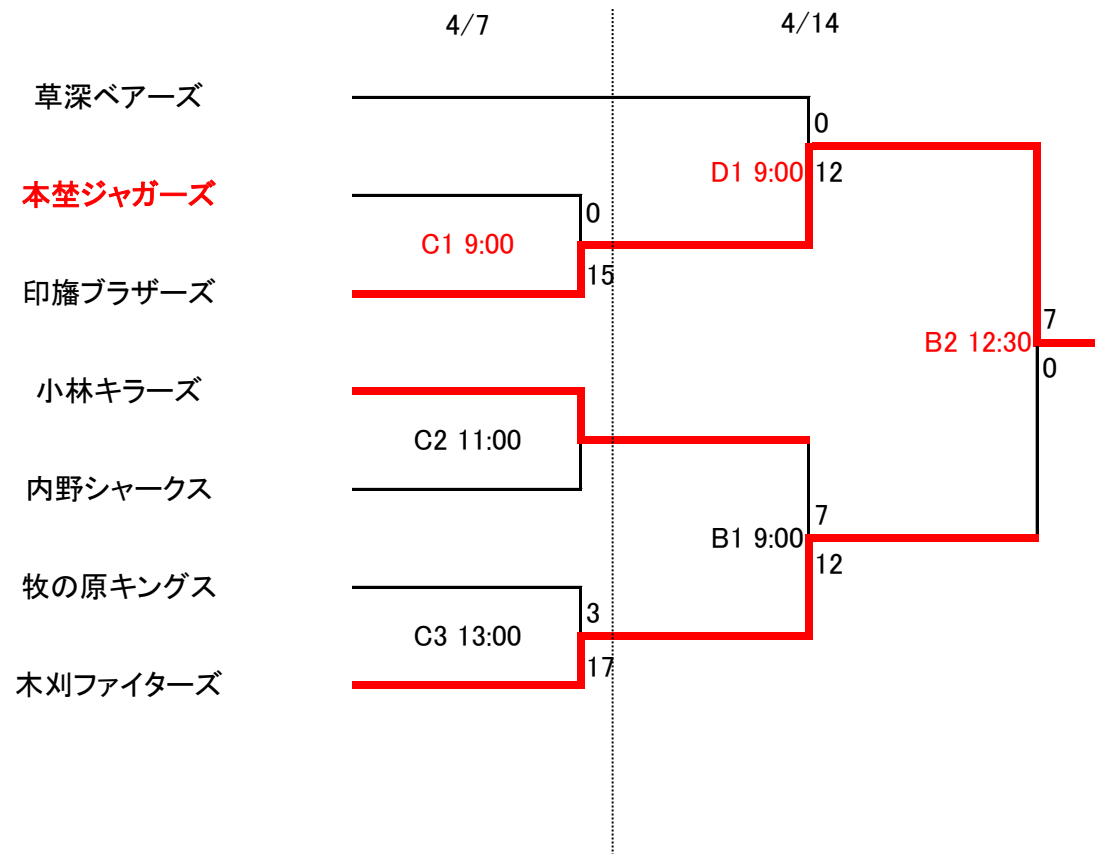 4/7
4/14
草深ベアーズ
0
本埜ジャガーズ
D1 9:00
12
0
C1 9:00
15
印旛ブラザーズ
7
B2 12:30
0
小林キラーズ
C2 11:00
内野シャークス
7
B1 9:00
12
牧の原キングス
3
C3 13:00
17
木刈ファイターズ